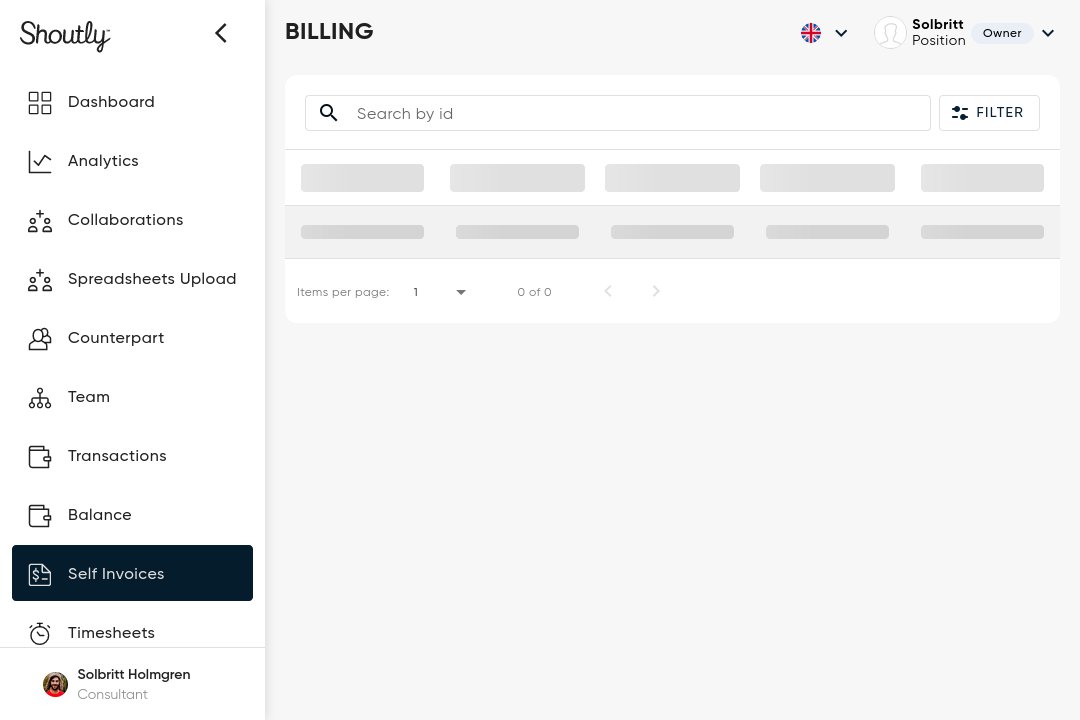 Shoutly
Dashboard
Analytics
Collaborations
Spreadsheets Upload
Counterpart
Team
Transactions
Balance
Self Invoices
Timesheets
Solbritt Holmgren
Consultant
BILLING
Solbritt
Position
Owner
Search by id
FILTER
Items per page:
1
0 of 0